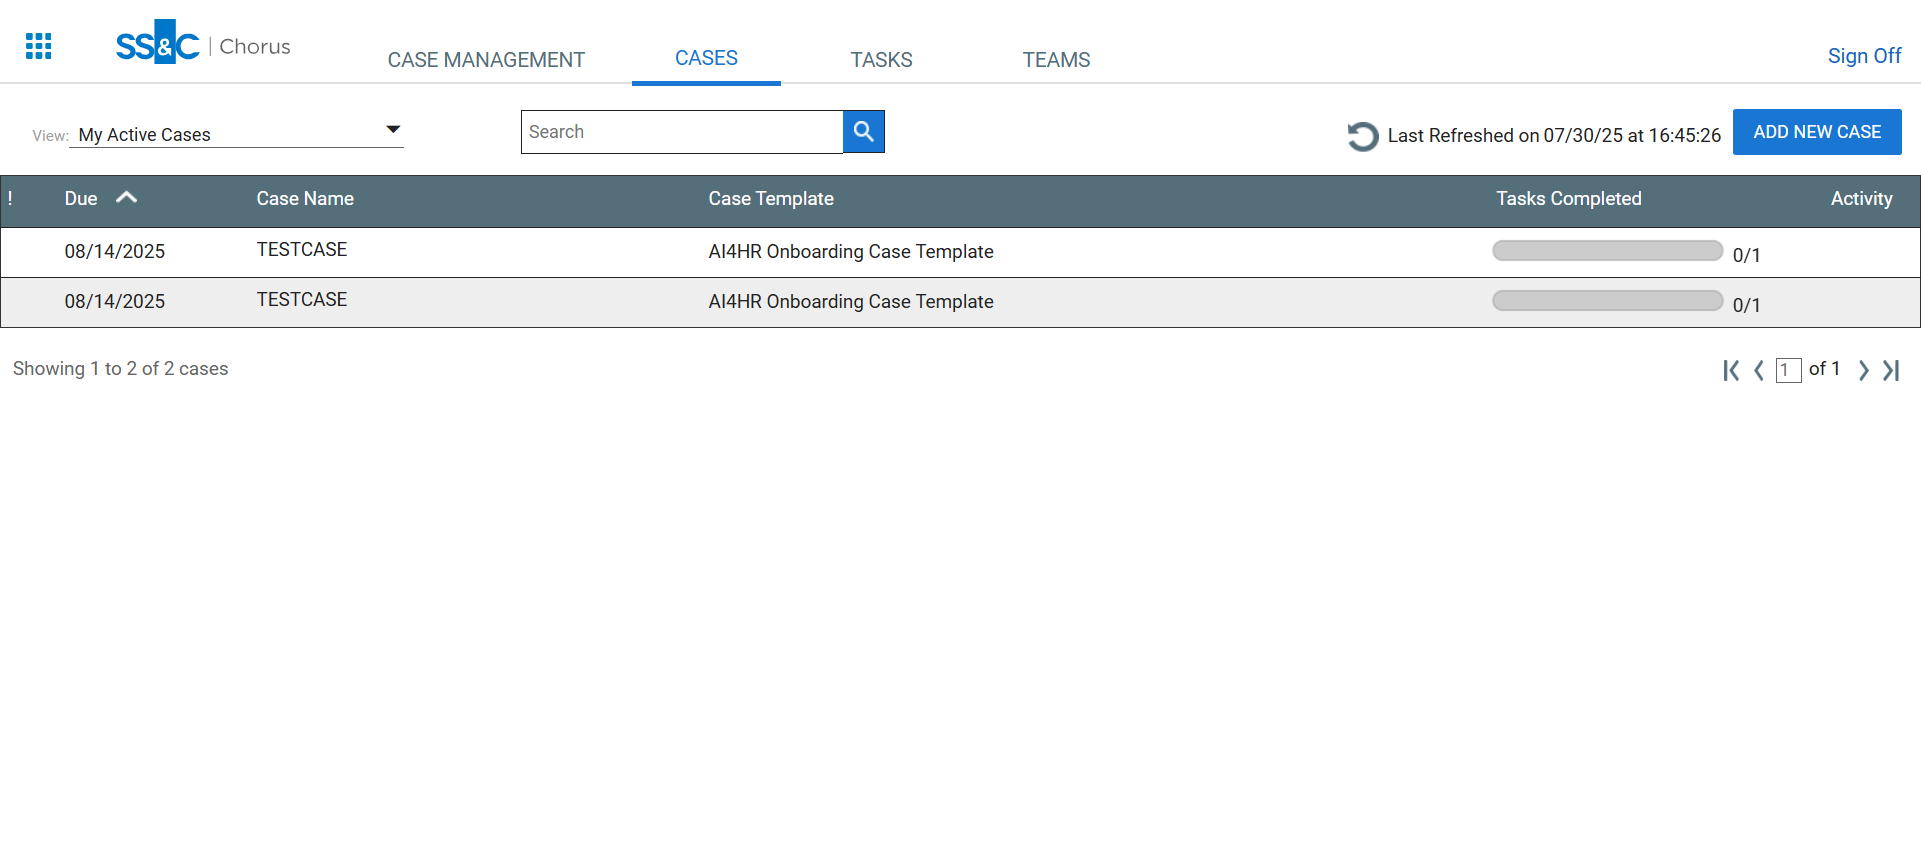 SS&C | Chorus
CASE MANAGEMENT
CASES
TASKS
TEAMS
Sign Off
View: My Active Cases
Search
Last Refreshed on 07/30/25 at 16:45:26
ADD NEW CASE
! Due Case Name Case Template Tasks Completed Activity
08/14/2025 TESTCASE AI4HR Onboarding Case Template 0/1
08/14/2025 TESTCASE AI4HR Onboarding Case Template 0/1
Showing 1 to 2 of 2 cases
1 of 1